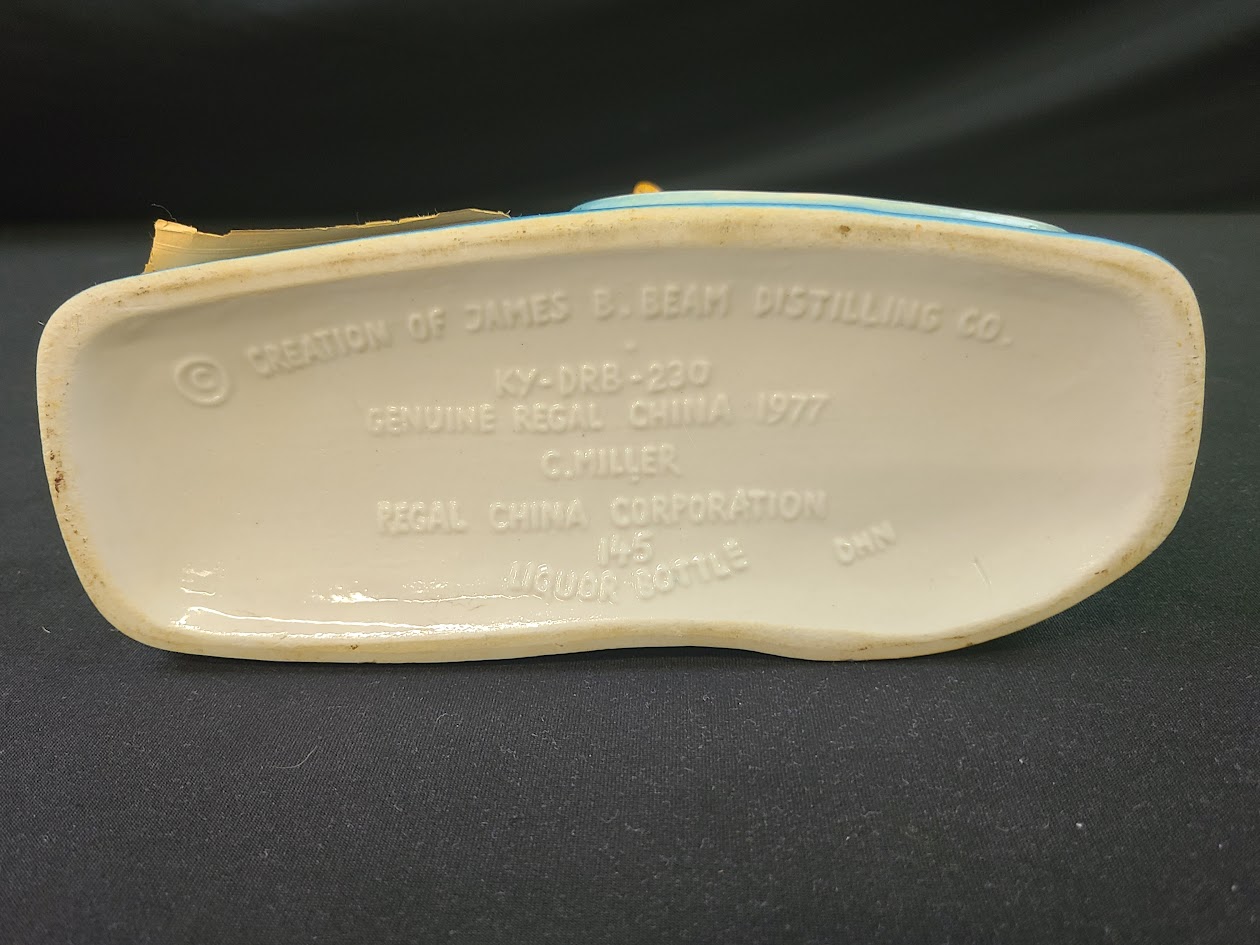 © CREATION OF JAMES B. BEAM DISTILLING CO.
KY-DRB-230
GENUINE REGAL CHINA 1977
C.MILLER
REGAL CHINA CORPORATION
145
LIQUOR BOTTLE
DMN